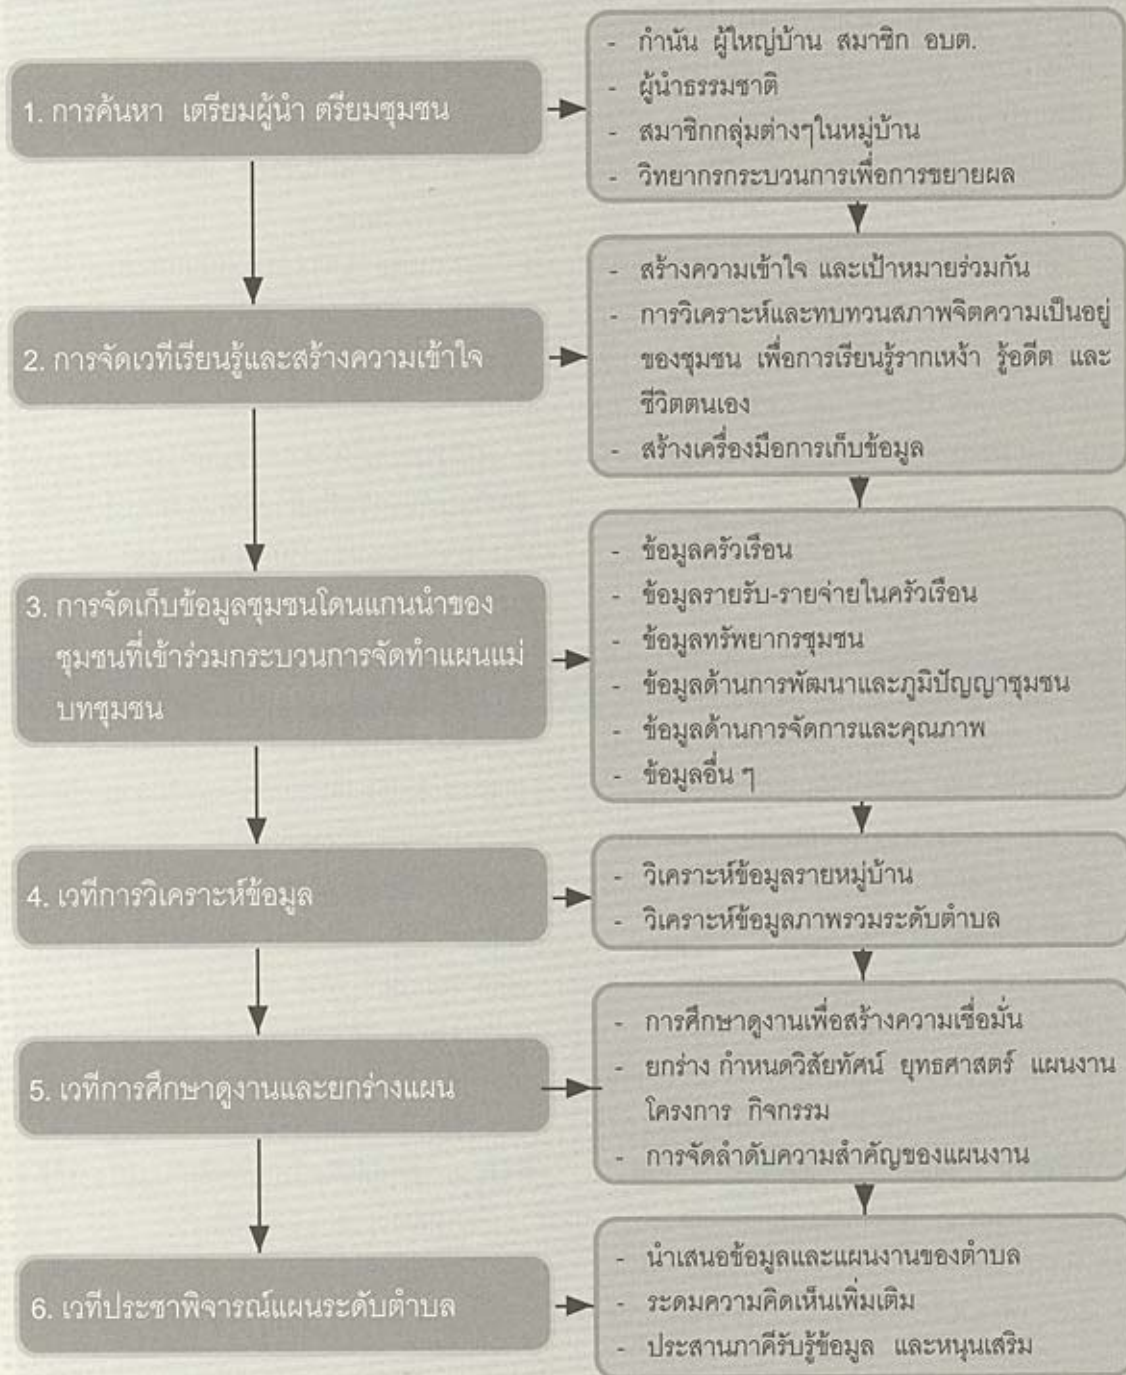 1. การค้นหา เตรียมผู้นำ ตรียมชุมชน
- กำนัน ผู้ใหญ่บ้าน สมาชิก อบต.
- ผู้นำธรรมชาติ
- สมาชิกกลุ่มต่างๆในหมู่บ้าน
- วิทยากรกระบวนการเพื่อการขยายผล
2. การจัดเวทีเรียนรู้และสร้างความเข้าใจ
- สร้างความเข้าใจ และเป้าหมายร่วมกัน
- การวิเคราะห์และทบทวนสภาพจิตความเป็นอยู่
ของชุมชน เพื่อการเรียนรู้รากเหง้า รู้อดีต และ
ชีวิตตนเอง
- สร้างเครื่องมือการเก็บข้อมูล
3. การจัดเก็บข้อมูลชุมชนโดนแกนนำของ
ชุมชนที่เข้าร่วมกระบวนการจัดทำแผนแม่
บทชุมชน
- ข้อมูลครัวเรือน
- ข้อมูลรายรับ-รายจ่ายในครัวเรือน
- ข้อมูลทรัพยากรชุมชน
- ข้อมูลด้านการพัฒนาและภูมิปัญญาชุมชน
- ข้อมูลด้านการจัดการและคุณภาพ
- ข้อมูลอื่น ๆ
4. เวทีการวิเคราะห์ข้อมูล
- วิเคราะห์ข้อมูลรายหมู่บ้าน
- วิเคราะห์ข้อมูลภาพรวมระดับตำบล
5. เวทีการศึกษาดูงานและยกร่างแผน
- การศึกษาดูงานเพื่อสร้างความเชื่อมั่น
- ยกร่าง กำหนดวิสัยทัศน์ ยุทธศาสตร์ แผนงาน
โครงการ กิจกรรม
- การจัดลำดับความสำคัญของแผนงาน
6. เวทีประชาพิจารณ์แผนระดับตำบล
- นำเสนอข้อมูลและแผนงานของตำบล
- ระดมความคิดเห็นเพิ่มเติม
- ประสานภาคีรับรู้ข้อมูล และหนุนเสริม